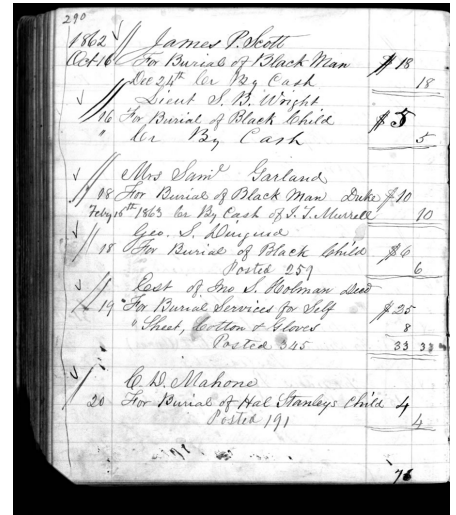 290
1862 James P. Scott
Oct 16 For Burial of Black Man $18
Dec 24th Cr By Cash 18
Lieut S. B. Wright
16 For Burial of Black Child $5
" Cr By Cash 5
Mrs Saml Garland
18 For Burial of Black Man Duke $10
Feby 16th 1863 Cr By Cash of J. T. Murrell 10
Geo. S. Duiguid
18 For Burial of Black Child $6
Posted 257 6
Est of Jno S. Holman Decd
19 " For Burial Services for Self $25
" Sheet, Cotton & Gloves 8
Posted 345 33 33
C. D. Mahone
20 For Burial of Hal Stanleys Child 4
Posted 191 4
76